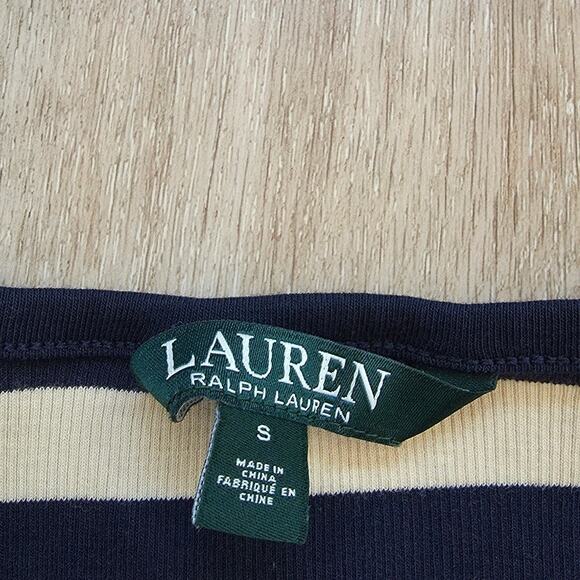 LAUREN
RALPH LAUREN
S
MADE IN
CHINA
FABRIQUÉ EN
CHINE